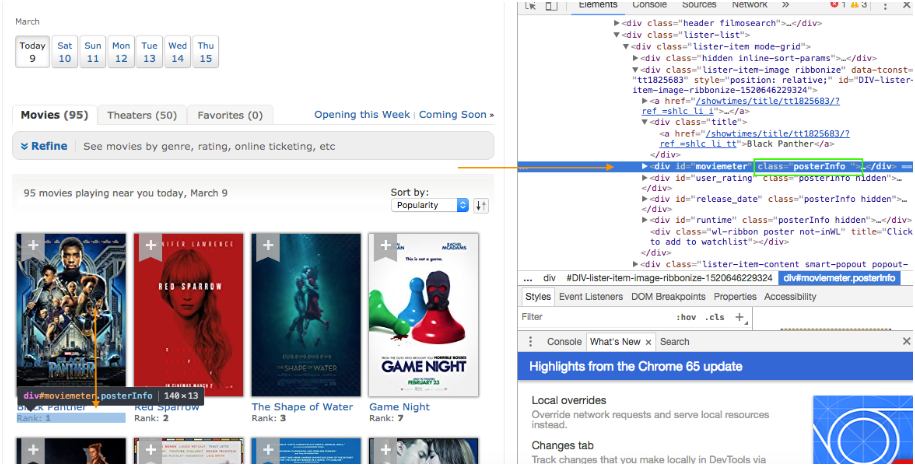 March
Today Sat Sun Mon Tue Wed Thu
9 10 11 12 13 14 15
Movies (95) Theaters (50) Favorites (0) Opening this Week | Coming Soon »
Refine See movies by genre, rating, online ticketing, etc
95 movies playing near you today, March 9
Sort by:
Popularity
JENNIFER LAWRENCE
RED SPARROW
BLACK PANTHER
THE SHAPE OF WATER
RACHEL MCADAMS
This is not a game.
GAME NIGHT
FEBRUARY 23
div#moviemeter.posterInfo | 140×13
Black Panther Red Sparrow The Shape of Water Game Night
Rank: 1 Rank: 2 Rank: 3 Rank: 7
Elements Console Sources Network » 1 3
▶<div class="header filmosearch">…</div>
▼<div class="lister-list">
▼<div class="lister-item mode-grid">
▶<div class="hidden inline-sort-params">…</div>
▼<div class="lister-item-image ribbonize" data-tconst=
"tt1825683" style="position: relative;" id="DIV-lister-
item-image-ribbonize-1520646229324">
▶<a href="/showtimes/title/tt1825683/?
ref_=shlc_li_i">…</a>
▼<div class="title">
<a href="/showtimes/title/tt1825683/?
ref_=shlc_li_tt">Black Panther</a>
</div>
… ▶<div id="moviemeter" class="posterInfo ">…</div> ==
▶<div id="user_rating" class="posterInfo hidden">…
</div>
▶<div id="release_date" class="posterInfo hidden">…
</div>
▶<div id="runtime" class="posterInfo hidden">…</div>
<div class="wl-ribbon poster not-inWL" title="Click
to add to watchlist"></div>
</div>
▶<div class="lister-item-content smart-popup popout-
... div #DIV-lister-item-image-ribbonize-1520646229324 div#moviemeter.posterInfo
Styles Event Listeners DOM Breakpoints Properties Accessibility
Filter :hov .cls +
Console What's New × Search
Highlights from the Chrome 65 update
Local overrides
Override network requests and serve local resources
instead.
Changes tab
Track changes that you make locally in DevTools via